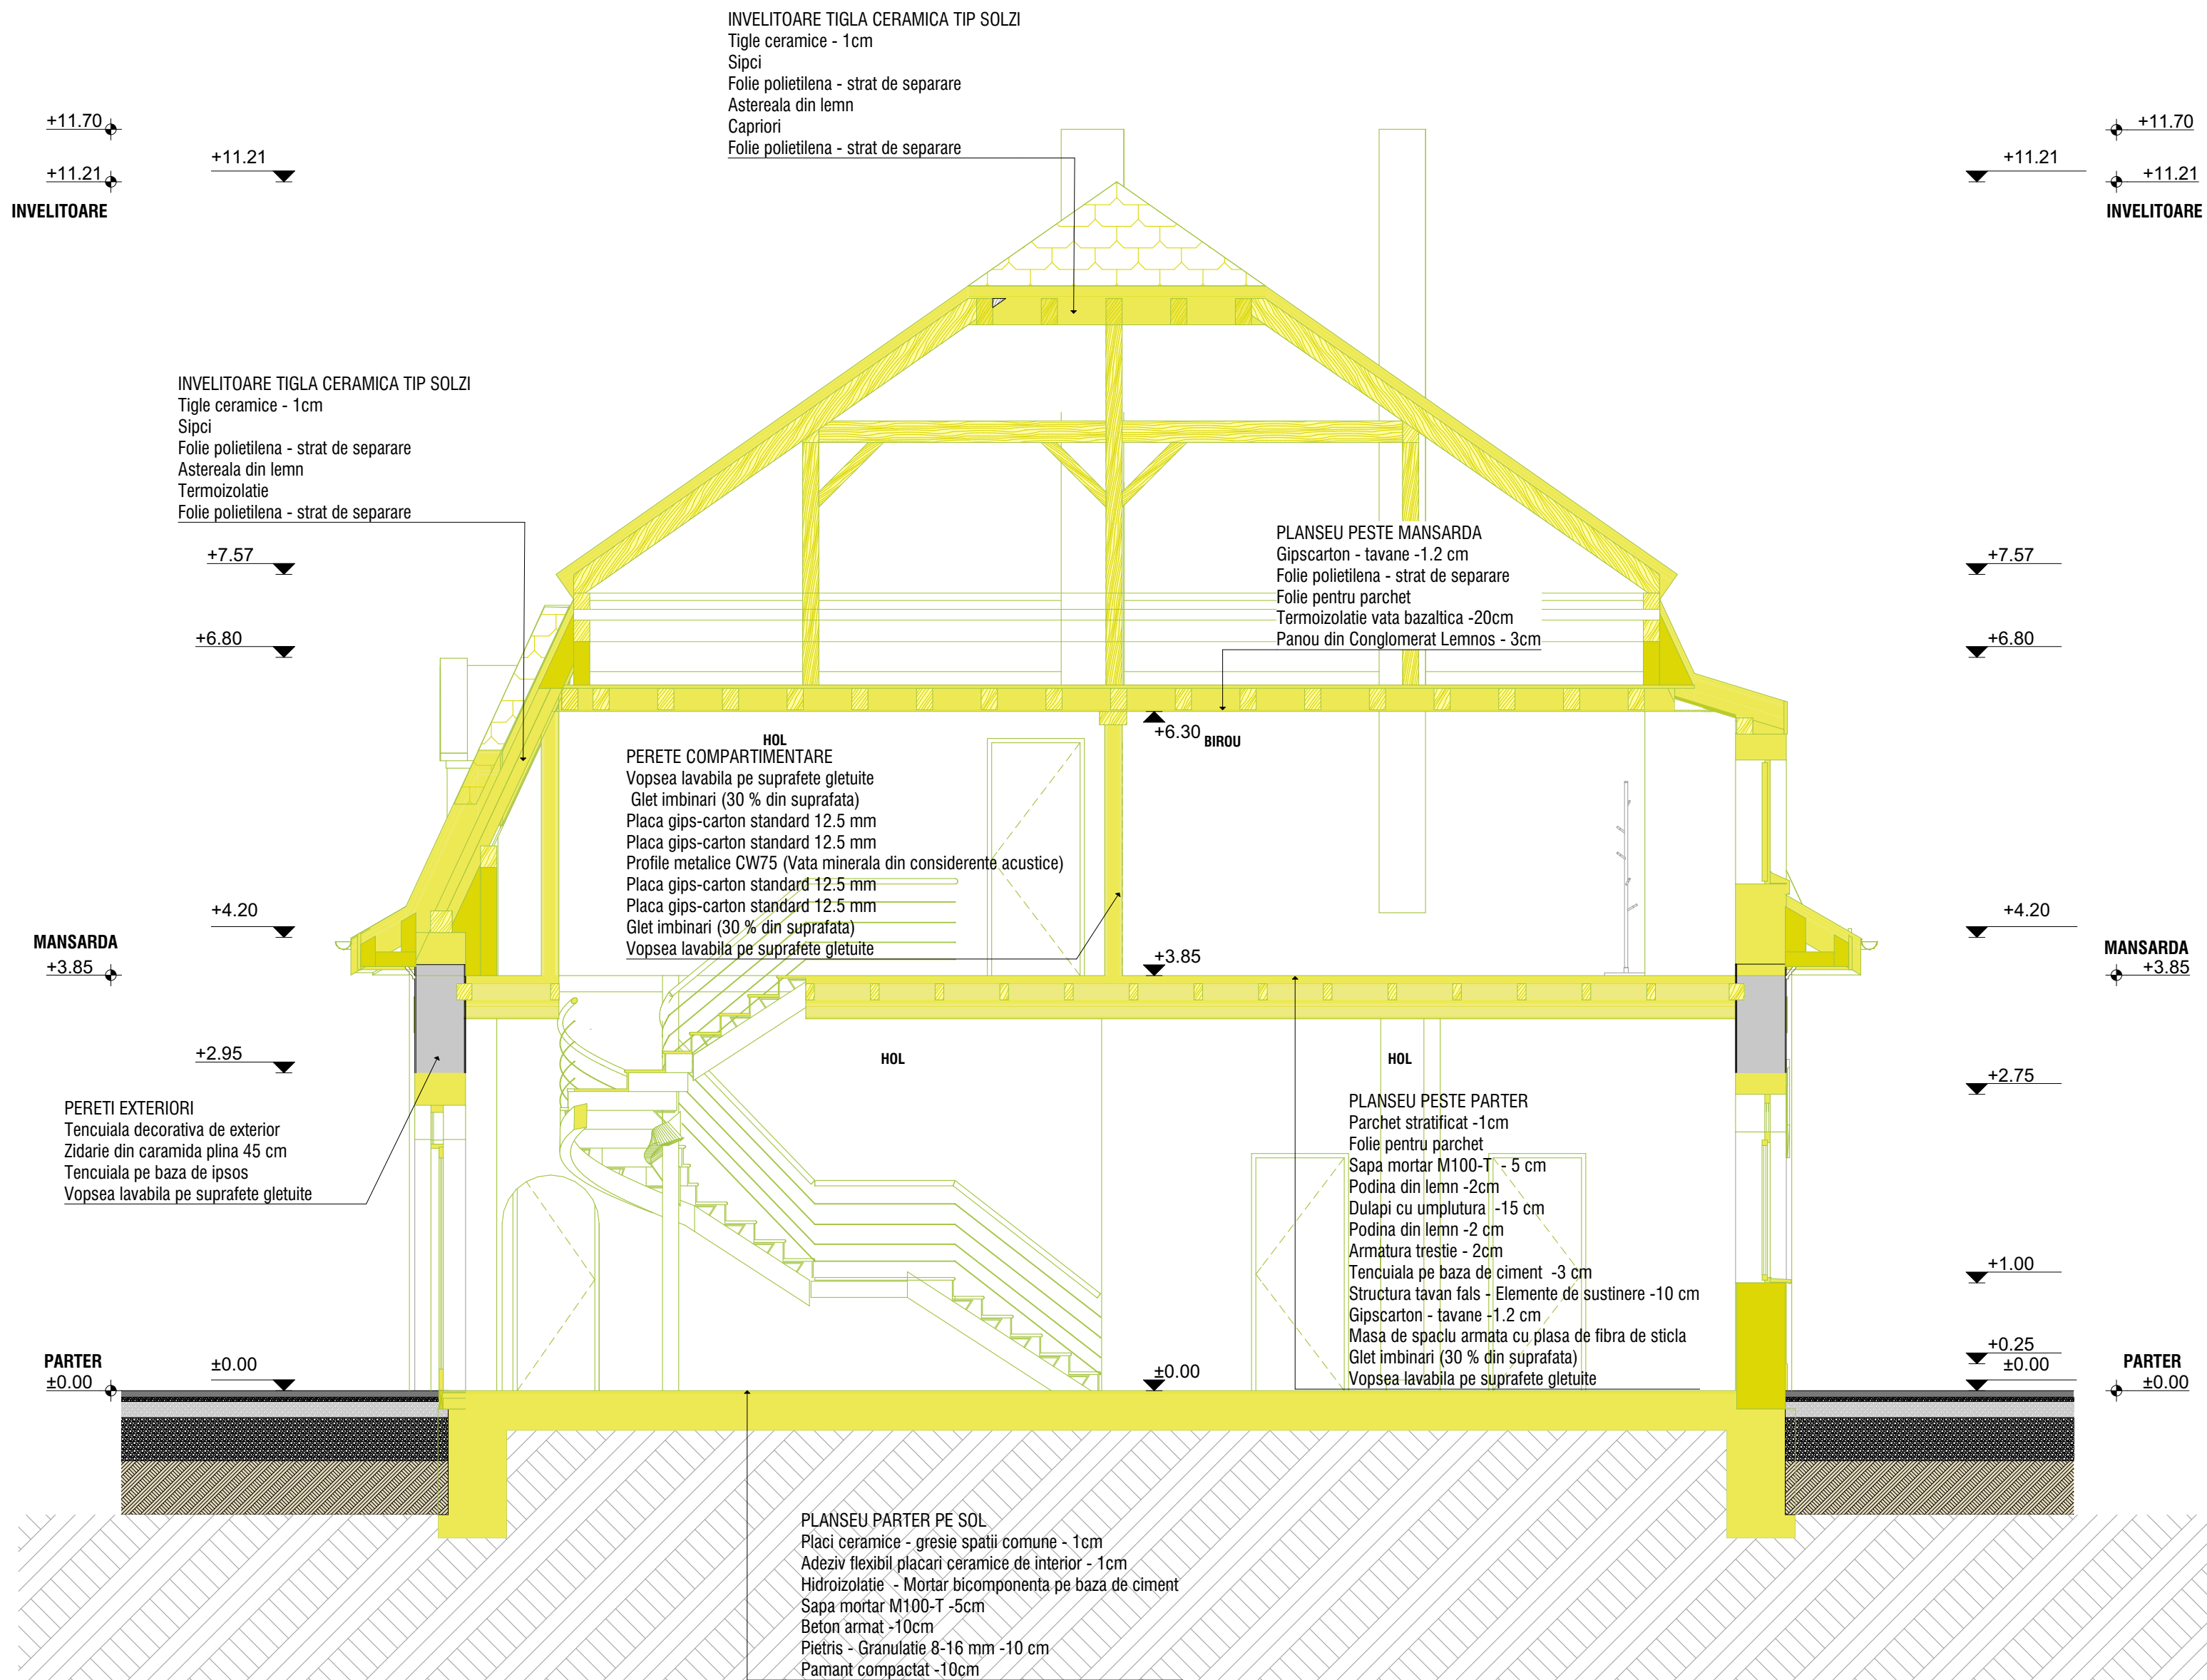 INVELITOARE TIGLA CERAMICA TIP SOLZI
Tigle ceramice - 1cm
Sipci
Folie polietilena - strat de separare
Astereala din lemn
Capriori
Folie polietilena - strat de separare
+11.70
+11.21
+11.21
INVELITOARE
+11.70
+11.21
+11.21
INVELITOARE
INVELITOARE TIGLA CERAMICA TIP SOLZI
Tigle ceramice - 1cm
Sipci
Folie polietilena - strat de separare
Astereala din lemn
Termoizolatie
Folie polietilena - strat de separare
PLANSEU PESTE MANSARDA
Gipscarton - tavane -1.2 cm
Folie polietilena - strat de separare
Folie pentru parchet
Termoizolatie vata bazaltica -20cm
Panou din Conglomerat Lemnos - 3cm
+7.57
+7.57
+6.80
+6.80
+6.30
HOL
BIROU
PERETE COMPARTIMENTARE
Vopsea lavabila pe suprafete gletuite
Glet imbinari (30 % din suprafata)
Placa gips-carton standard 12.5 mm
Placa gips-carton standard 12.5 mm
Profile metalice CW75 (Vata minerala din considerente acustice)
Placa gips-carton standard 12.5 mm
Placa gips-carton standard 12.5 mm
Glet imbinari (30 % din suprafata)
Vopsea lavabila pe suprafete gletuite
+4.20
+4.20
MANSARDA
+3.85
+3.85
MANSARDA
+3.85
+2.95
HOL
HOL
+2.75
PERETI EXTERIORI
Tencuiala decorativa de exterior
Zidarie din caramida plina 45 cm
Tencuiala pe baza de ipsos
Vopsea lavabila pe suprafete gletuite
PLANSEU PESTE PARTER
Parchet stratificat -1cm
Folie pentru parchet
Sapa mortar M100-T - 5 cm
Podina din lemn -2cm
Dulapi cu umplutura -15 cm
Podina din lemn -2 cm
Armatura trestie - 2cm
Tencuiala pe baza de ciment -3 cm
Structura tavan fals - Elemente de sustinere -10 cm
Gipscarton - tavane -1.2 cm
Masa de spaclu armata cu plasa de fibra de sticla
Glet imbinari (30 % din suprafata)
Vopsea lavabila pe suprafete gletuite
+1.00
+0.25
±0.00
PARTER
±0.00
±0.00
±0.00
PARTER
±0.00
PLANSEU PARTER PE SOL
Placi ceramice - gresie spatii comune - 1cm
Adeziv flexibil placari ceramice de interior - 1cm
Hidroizolatie - Mortar bicomponenta pe baza de ciment
Sapa mortar M100-T -5cm
Beton armat -10cm
Pietris - Granulatie 8-16 mm -10 cm
Pamant compactat -10cm